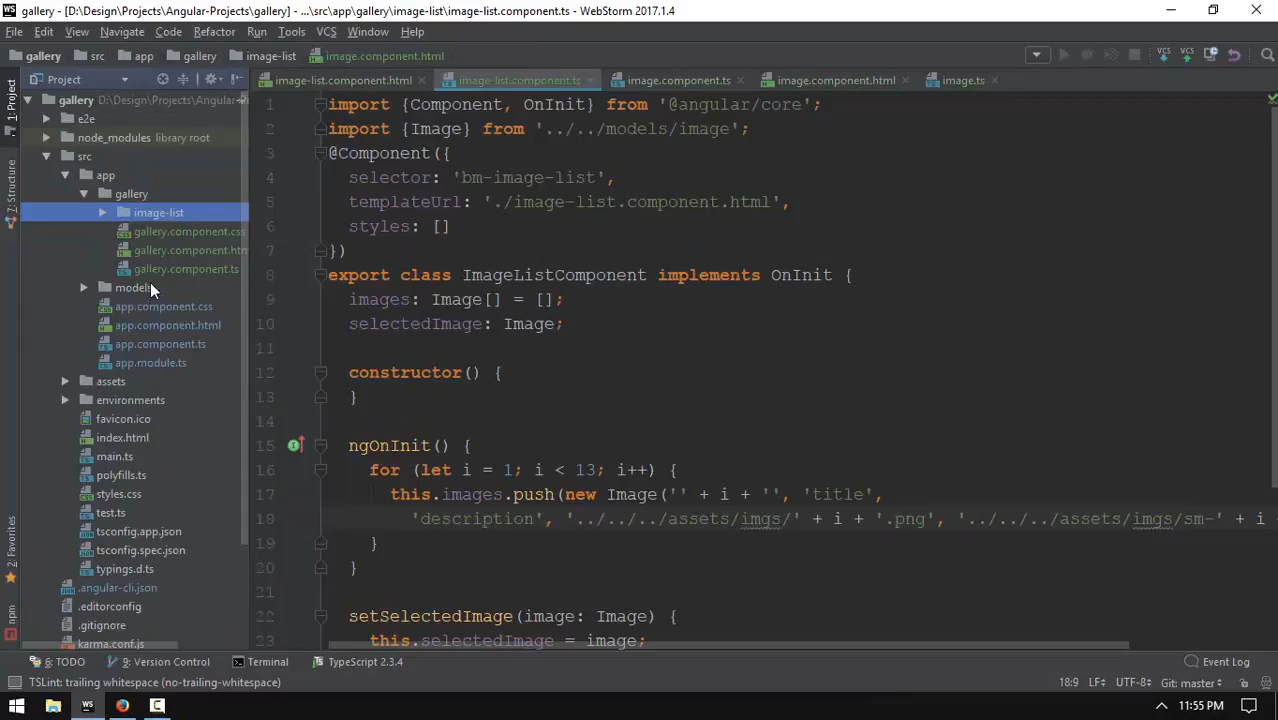 gallery - [D:\Design\Projects\Angular-Projects\gallery] - ...\src\app\gallery\image-list\image-list.component.ts - WebStorm 2017.1.4
File Edit View Navigate Code Refactor Run Tools VCS Window Help
gallery src app gallery image-list image.component.html
Project
image-list.component.html image-list.component.ts image.component.ts image.component.html image.ts
1: Project
7: Structure
2: Favorites
npm
gallery D:\Design\Projects\Angular-
e2e
node_modules library root
src
app
gallery
image-list
gallery.component.css
gallery.component.htm
gallery.component.ts
models
app.component.css
app.component.html
app.component.ts
app.module.ts
assets
environments
favicon.ico
index.html
main.ts
polyfills.ts
styles.css
test.ts
tsconfig.app.json
tsconfig.spec.json
typings.d.ts
.angular-cli.json
.editorconfig
.gitignore
karma.conf.js
1 import {Component, OnInit} from '@angular/core';
2 import {Image} from '../../models/image';
3 @Component({
4 selector: 'bm-image-list',
5 templateUrl: './image-list.component.html',
6 styles: []
7 })
8 export class ImageListComponent implements OnInit {
9 images: Image[] = [];
10 selectedImage: Image;
11
12 constructor() {
13 }
14
15 ngOnInit() {
16 for (let i = 1; i < 13; i++) {
17 this.images.push(new Image('' + i + '', 'title',
18 'description', '../../../assets/imgs/' + i + '.png', '../../../assets/imgs/sm-' + i
19 }
20 }
21
22 setSelectedImage(image: Image) {
23 this.selectedImage = image;
6: TODO 9: Version Control Terminal TypeScript 2.3.4 Event Log
TSLint: trailing whitespace (no-trailing-whitespace) 18:9 LF÷ UTF-8÷ Git: master÷
WS 11:55 PM